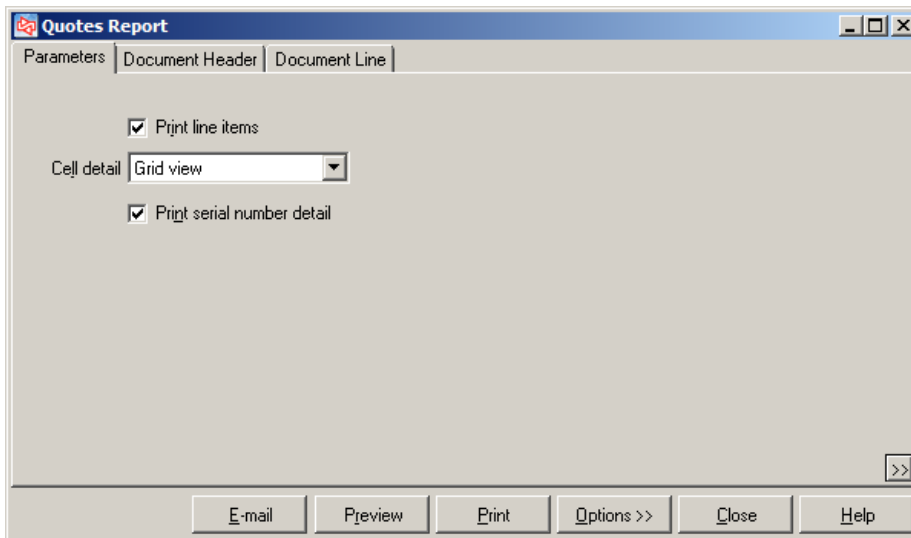 Quotes Report
Parameters Document Header Document Line
Print line items
Cell detail Grid view
Print serial number detail
>>
E-mail Preview Print Options >> Close Help